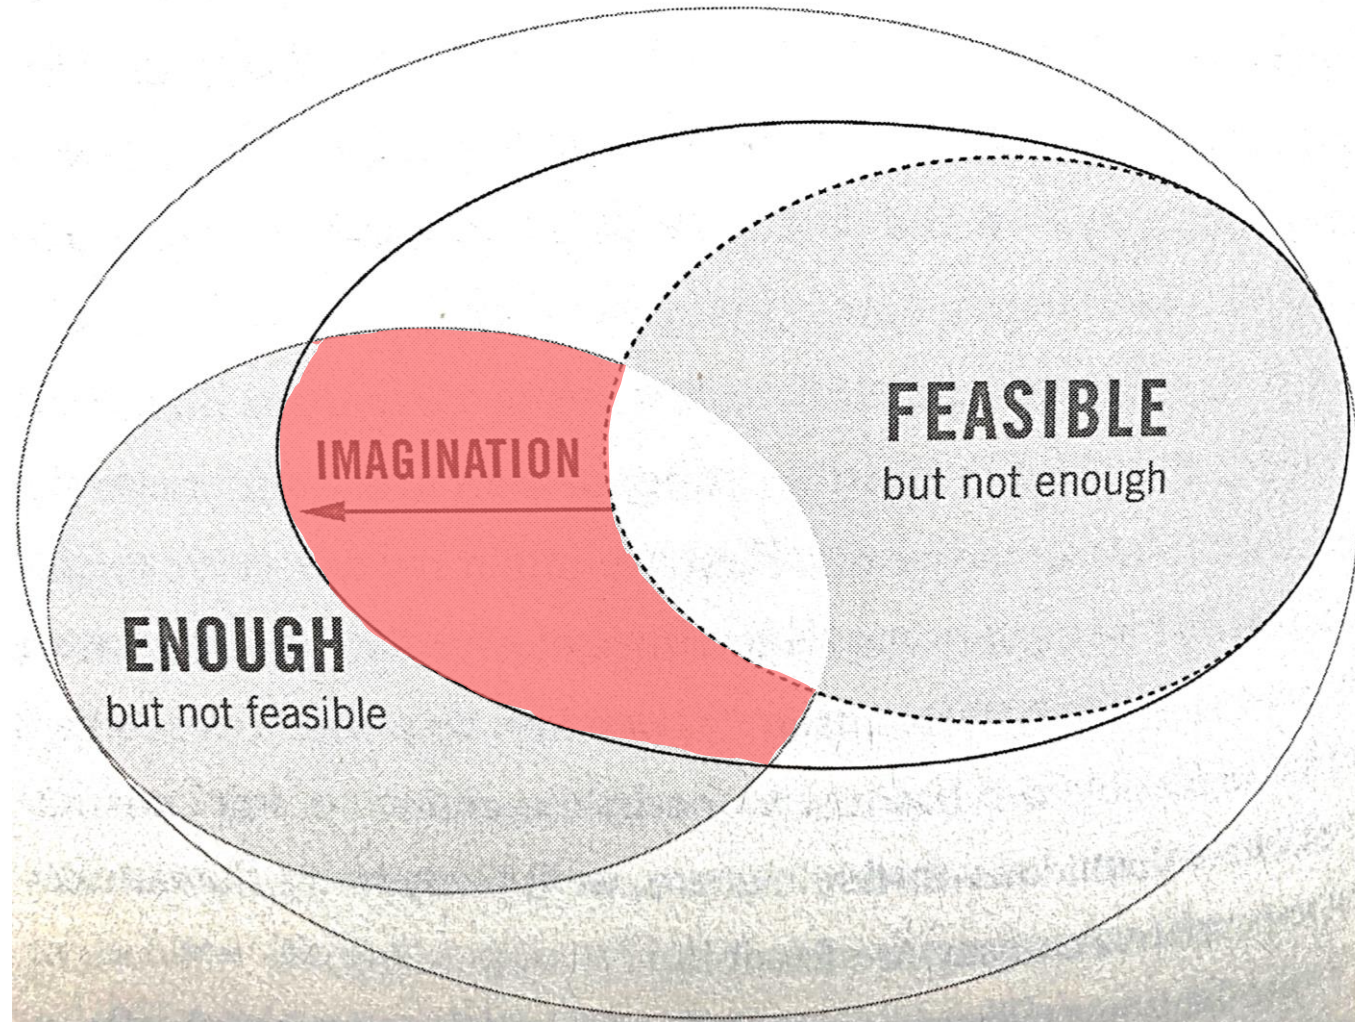 FEASIBLE
but not enough
IMAGINATION
ENOUGH
but not feasible